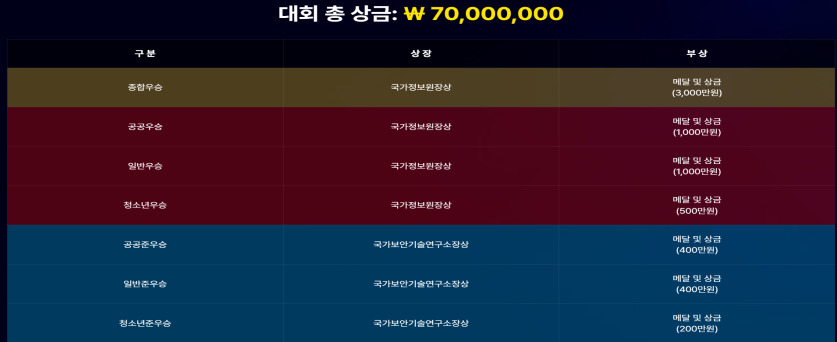 대회 총 상금: ₩ 70,000,000
구분 상장 부상
종합우승 국가정보원장상 메달 및 상금
(3,000만원)
공공우승 국가정보원장상 메달 및 상금
(1,000만원)
일반우승 국가정보원장상 메달 및 상금
(1,000만원)
청소년우승 국가정보원장상 메달 및 상금
(500만원)
공공준우승 국가보안기술연구소장상 메달 및 상금
(400만원)
일반준우승 국가보안기술연구소장상 메달 및 상금
(400만원)
청소년준우승 국가보안기술연구소장상 메달 및 상금
(200만원)